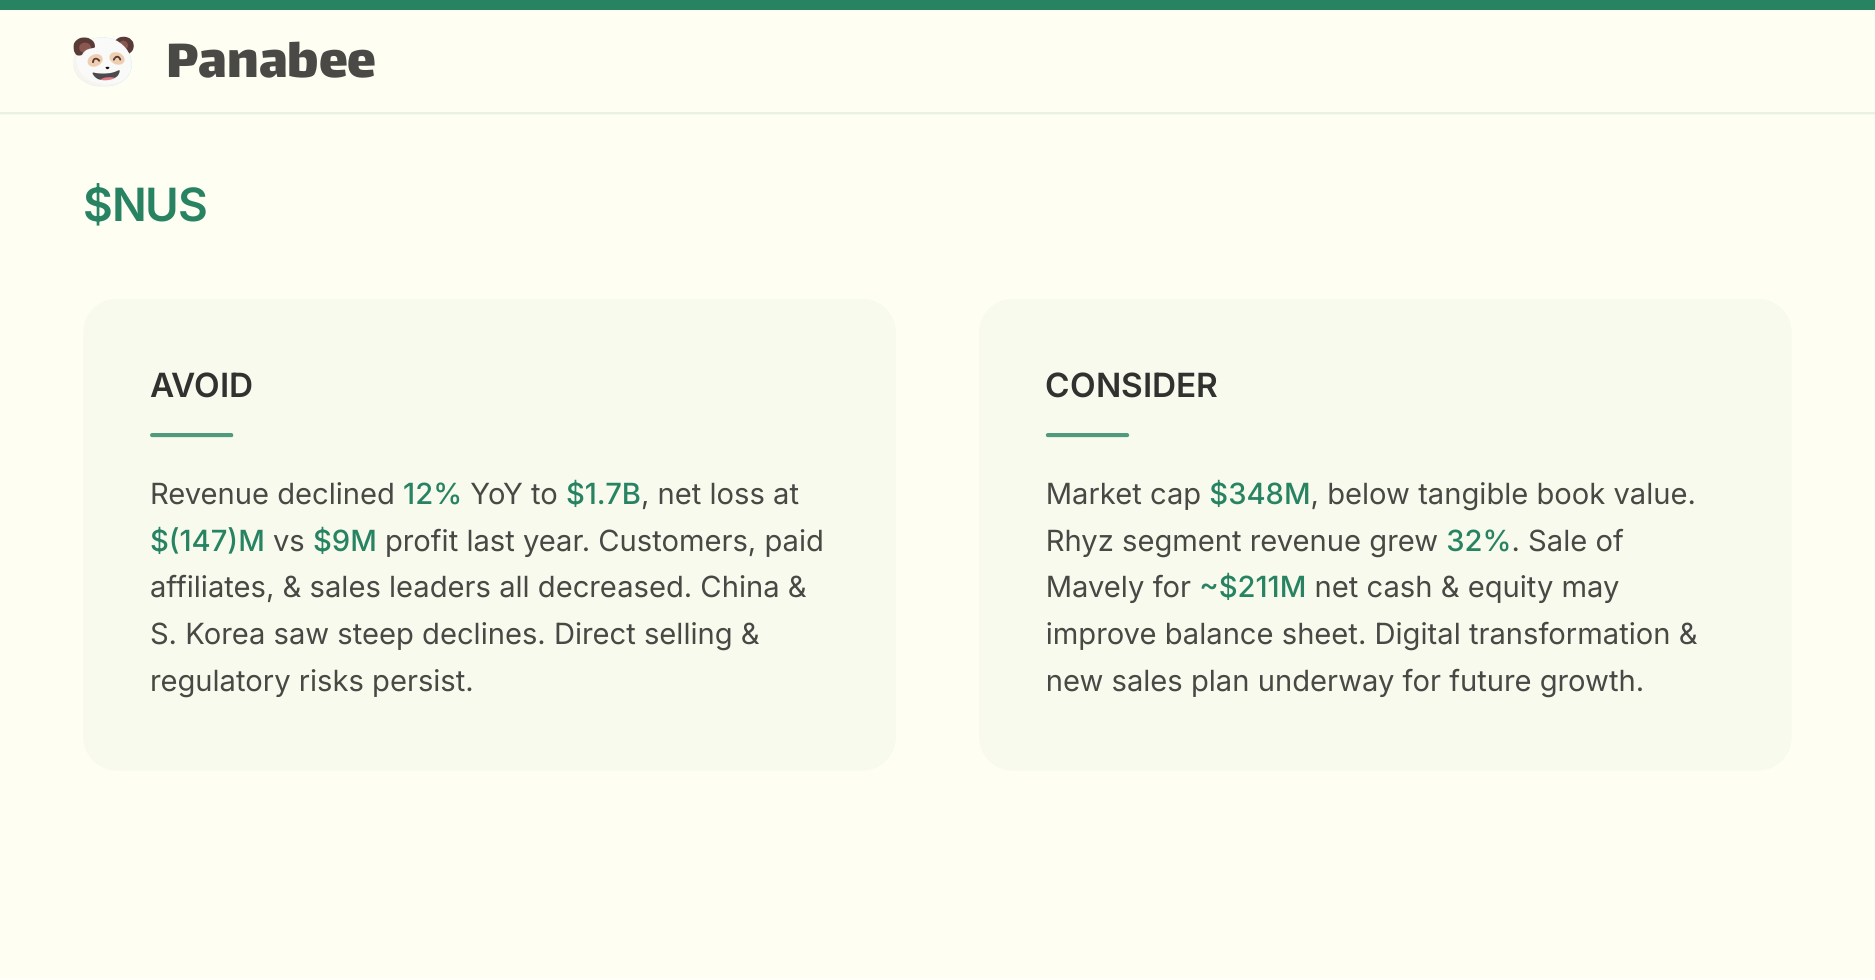 Panabee
$NUS
AVOID
Revenue declined 12% YoY to $1.7B, net loss at
$(147)M vs $9M profit last year. Customers, paid
affiliates, & sales leaders all decreased. China &
S. Korea saw steep declines. Direct selling &
regulatory risks persist.
CONSIDER
Market cap $348M, below tangible book value.
Rhyz segment revenue grew 32%. Sale of
Mavely for ~$211M net cash & equity may
improve balance sheet. Digital transformation &
new sales plan underway for future growth.